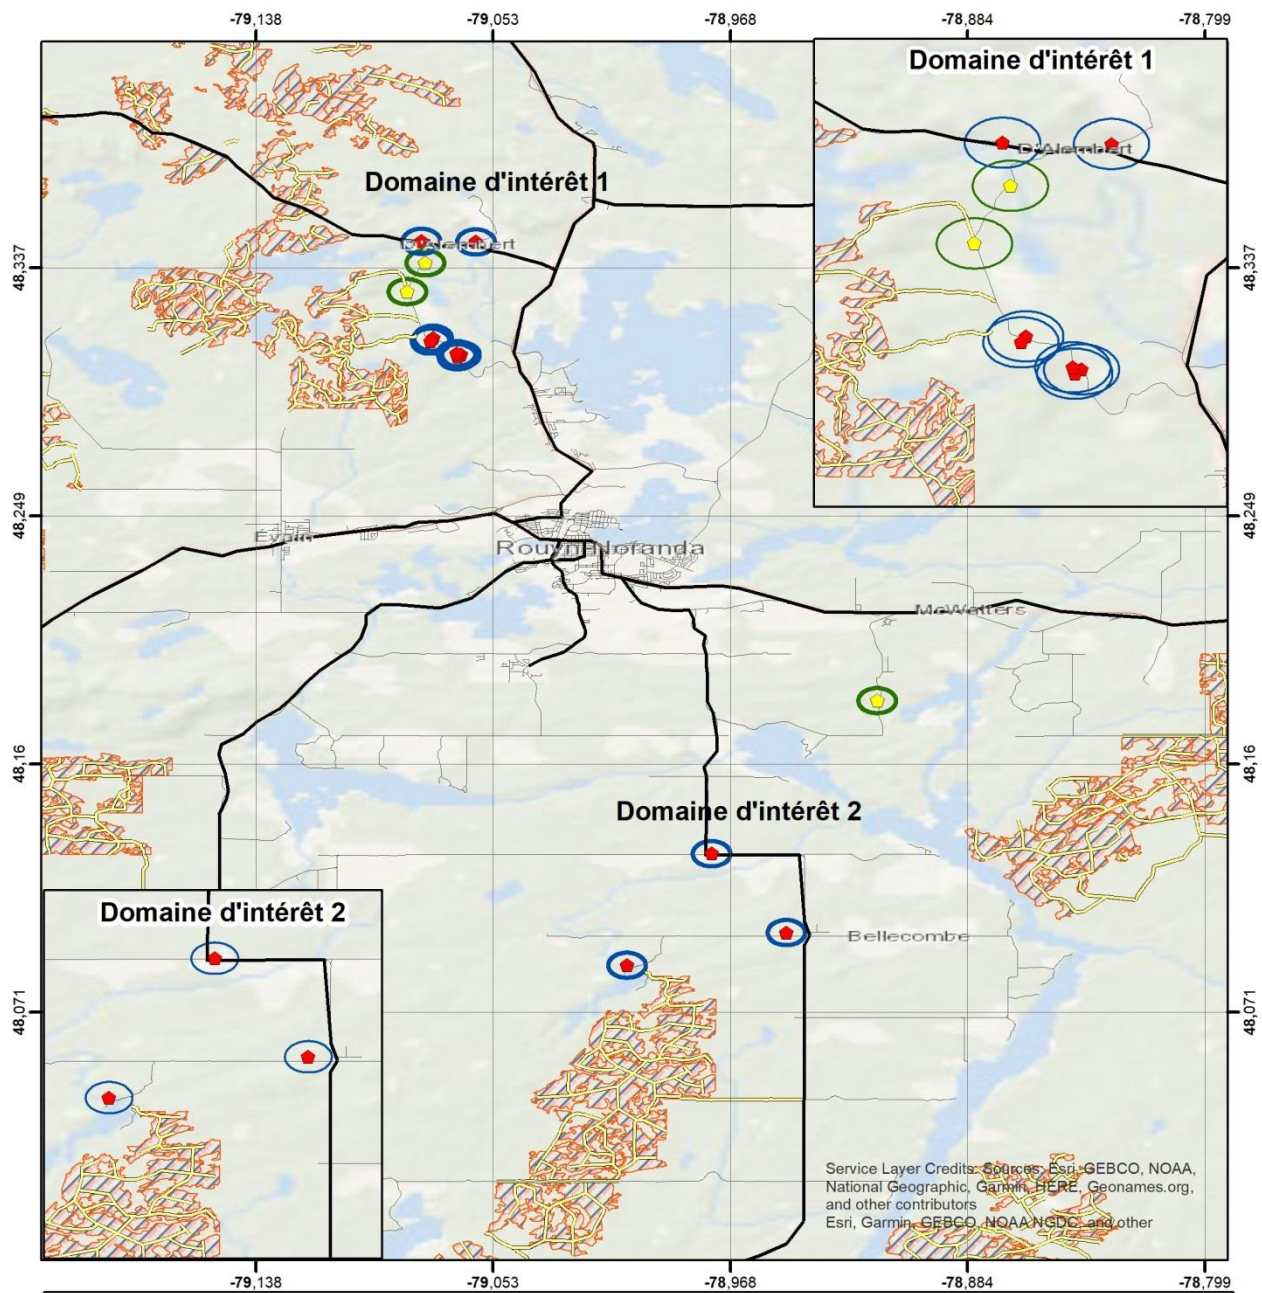 -79,138 -79,053 -78,968 -78,884 -78,799
Domaine d'intérêt 1
D'Alembert
Domaine d'intérêt 1
D'Alembert
48,337 48,337
48,249 48,249
Evain
Rouyn-Noranda
McWatters
48,16 48,16
Domaine d'intérêt 2
Domaine d'intérêt 2
Bellecombe
48,071 48,071
Service Layer Credits: Sources: Esri, GEBCO, NOAA,
National Geographic, Garmin, HERE, Geonames.org,
and other contributors
Esri, Garmin, GEBCO, NOAA NGDC, and other
-79,138 -79,053 -78,968 -78,884 -78,799